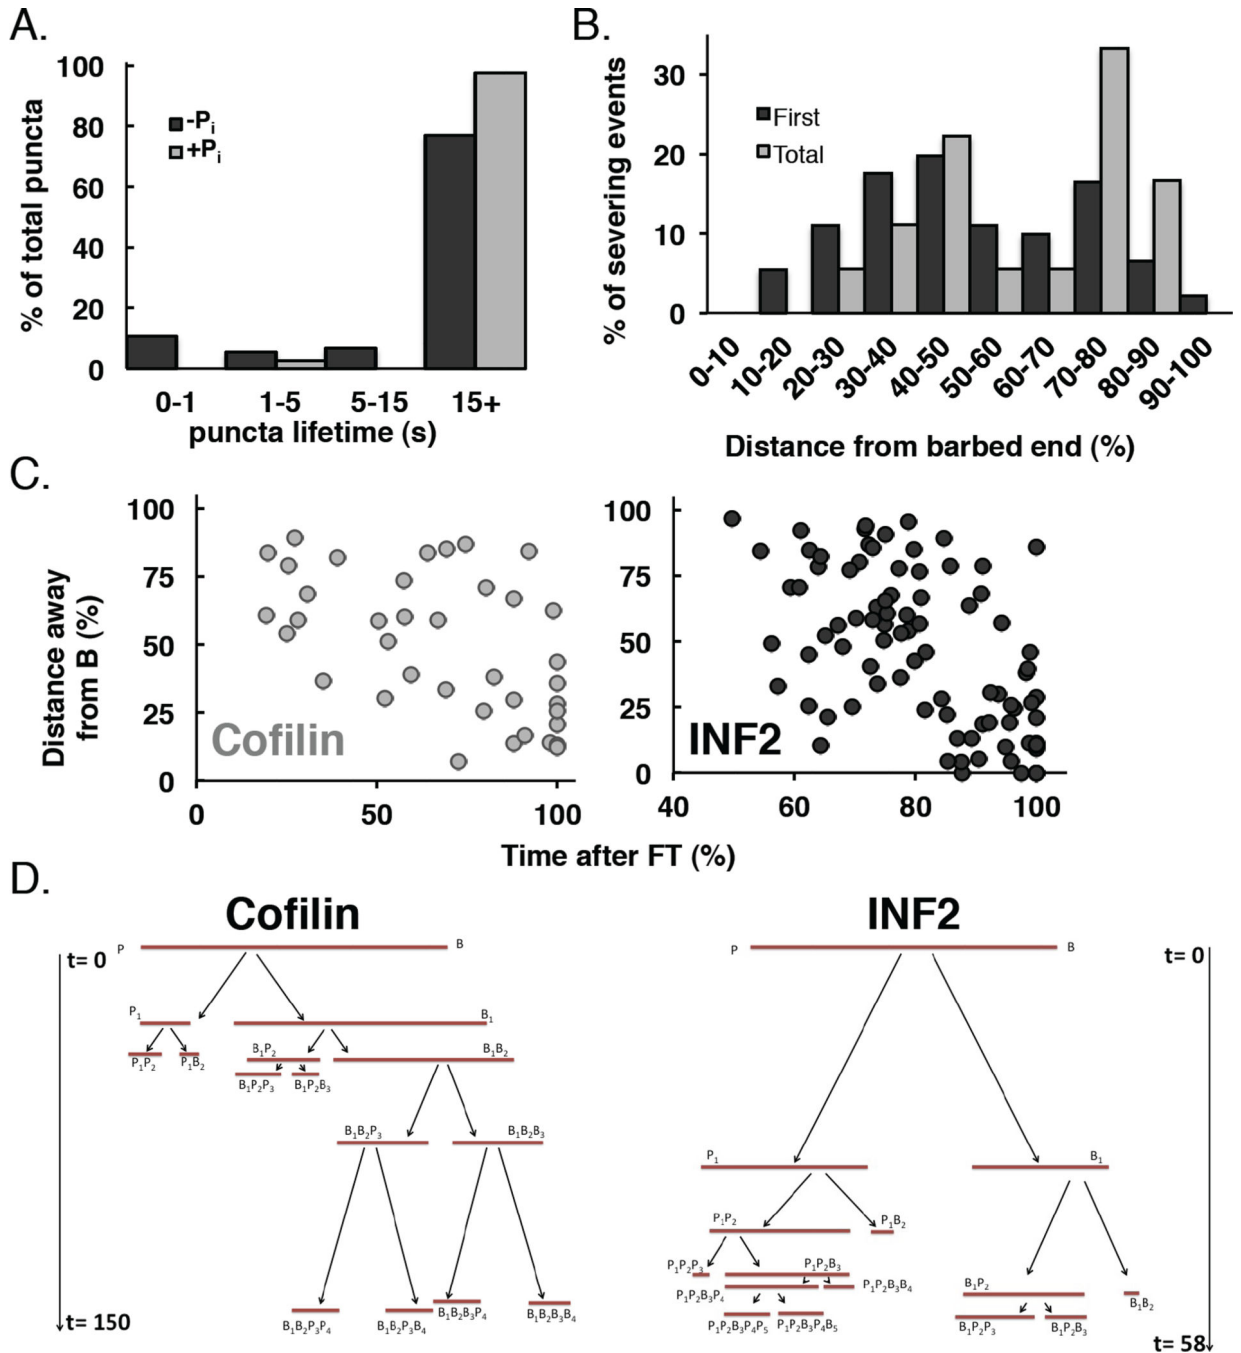 A.
% of total puncta
100
80
60
40
20
0
-Pi
+Pi
0-1
1-5
5-15
15+
puncta lifetime (s)
B.
% of severing events
30
20
10
0
First
Total
0-10
10-20
20-30
30-40
40-50
50-60
60-70
70-80
80-90
90-100
Distance from barbed end (%)
C.
Distance away
from B (%)
100
75
50
25
0
Cofilin
0
50
100
100
75
50
25
0
INF2
40
60
80
100
Time after FT (%)
D.
Cofilin
t= 0
P
B
P1
B1
P1P2
P1B2
B1P2
B1B2
B1P2P3
B1P2B3
B1B2P3
B1B2B3
B1B2P3P4
B1B2P3B4
B1B2B3P4
B1B2B3B4
t= 150
INF2
P
B
t= 0
P1
B1
P1P2
P1B2
P1P2P3
P1P2B3
P1P2B3P4
P1P2B3B4
P1P2B3P4P5
P1P2B3P4B5
B1P2
B1B2
B1P2P3
B1P2B3
t= 58